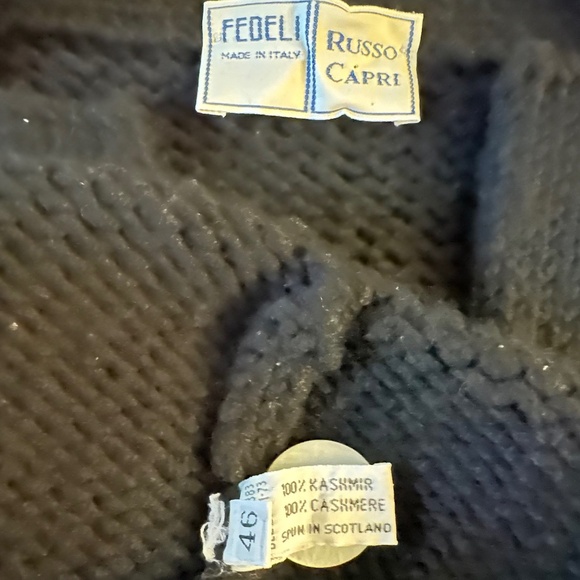 FEDELI
MADE IN ITALY
RUSSO
CAPRI
100% KASHMIR
100% CASHMERE
SPUN IN SCOTLAND
46